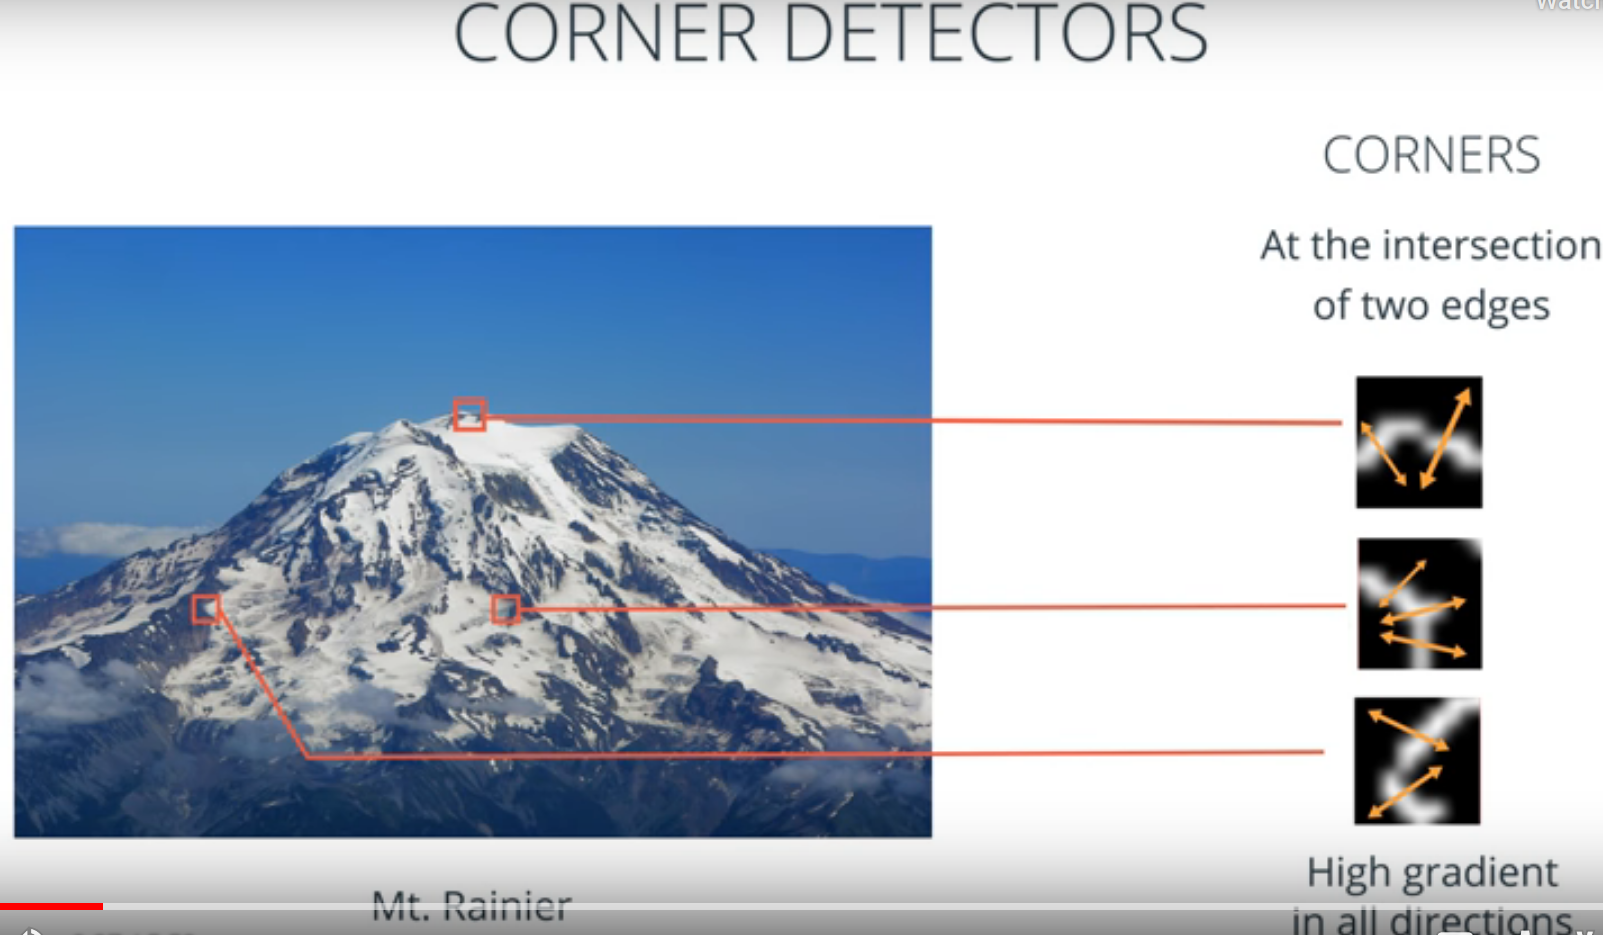 CORNER DETECTORS
CORNERS
At the intersection
of two edges
High gradient
in all directions
Mt. Rainier